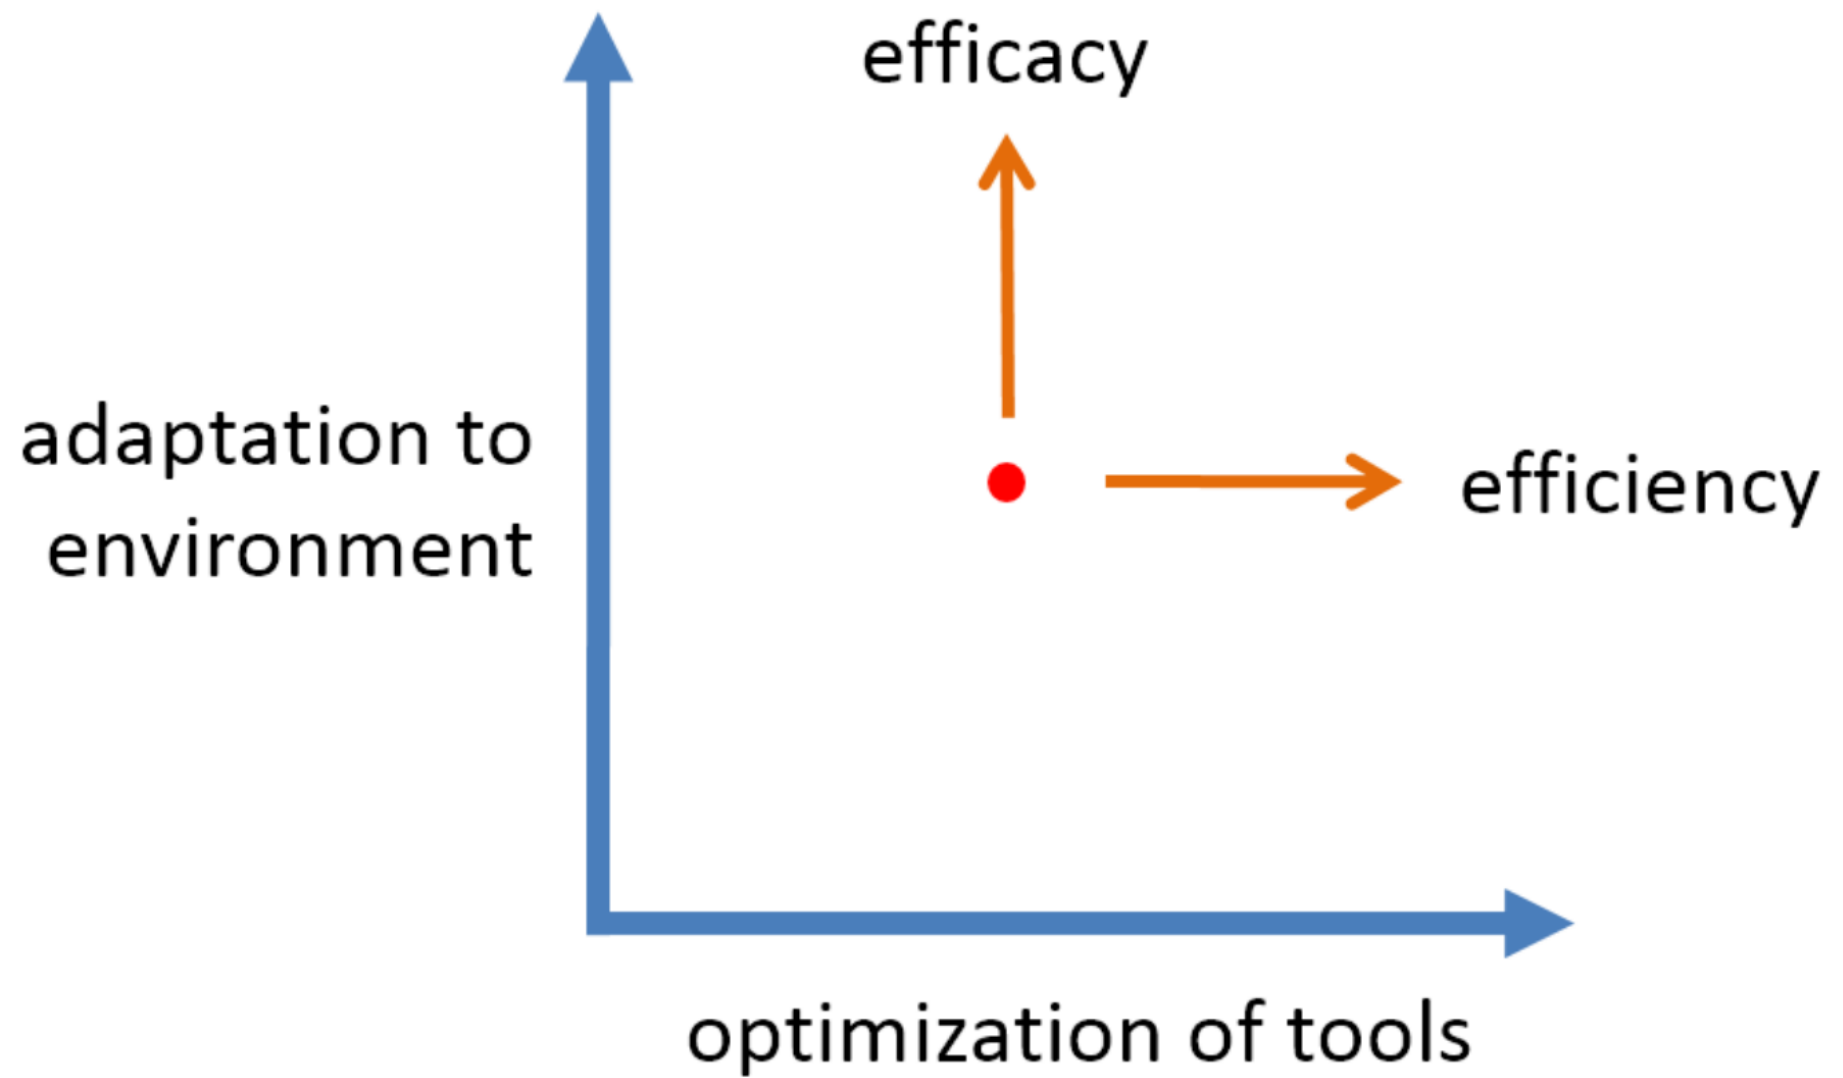 efficacy
adaptation to
environment
efficiency
optimization of tools